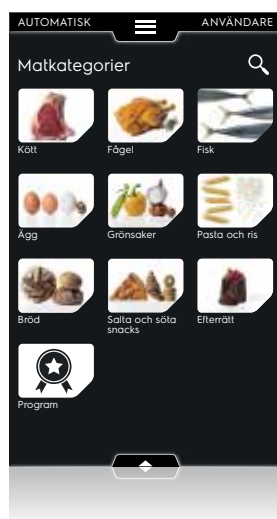 AUTOMATISK ANVÄNDARE
Matkategorier
Kött Fågel Fisk
Ägg Grönsaker Pasta och ris
Bröd Salta och söta snacks Efterrätt
Program